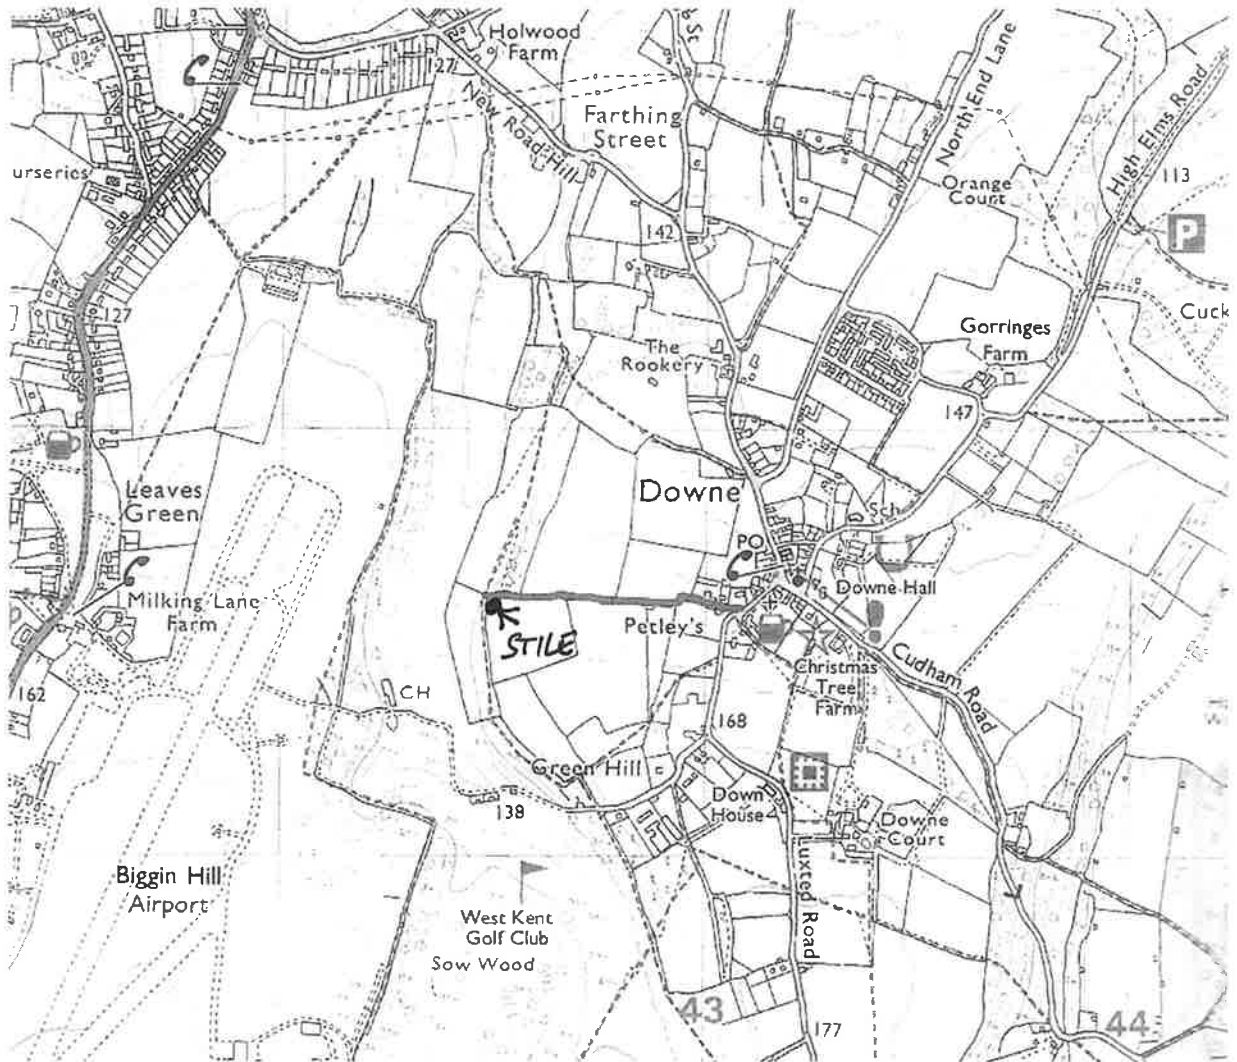 Holwood
Farm
127
New Road Hill
Farthing
Street
St
North End Lane
High Elms Road
113
P
urseries
Orange
Court
142
127
Cuck
Gorringes
Farm
The
Rookery
147
Leaves
Green
Downe
Sch
PO
Downe Hall
Milking Lane
Farm
STILE
Petley's
Christmas
Tree
Farm
Cudham Road
162
CH
168
Green Hill
Down
House
138
Downe
Court
Luxted Road
Biggin Hill
Airport
West Kent
Golf Club
Sow Wood
43
177
44